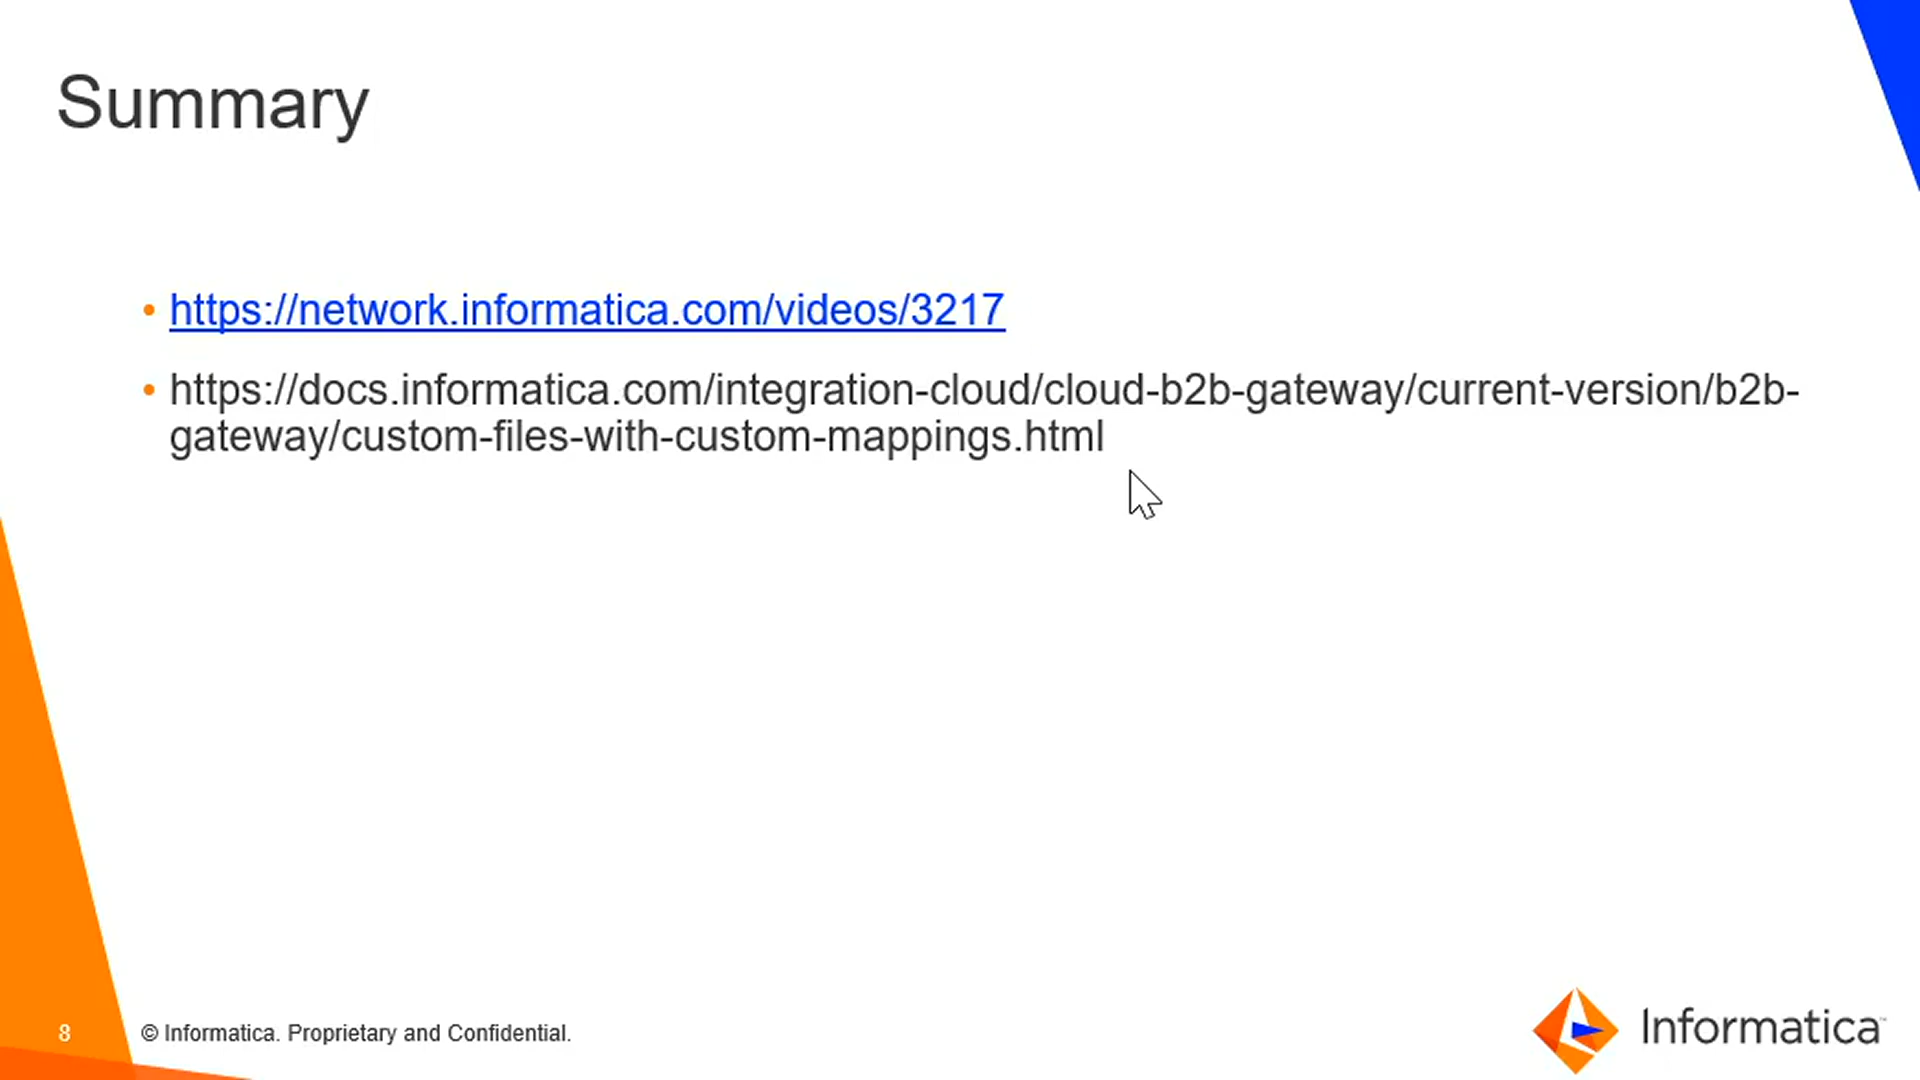 Summary
• https://network.informatica.com/videos/3217
• https://docs.informatica.com/integration-cloud/cloud-b2b-gateway/current-version/b2b-
gateway/custom-files-with-custom-mappings.html
8
© Informatica. Proprietary and Confidential.
Informatica™